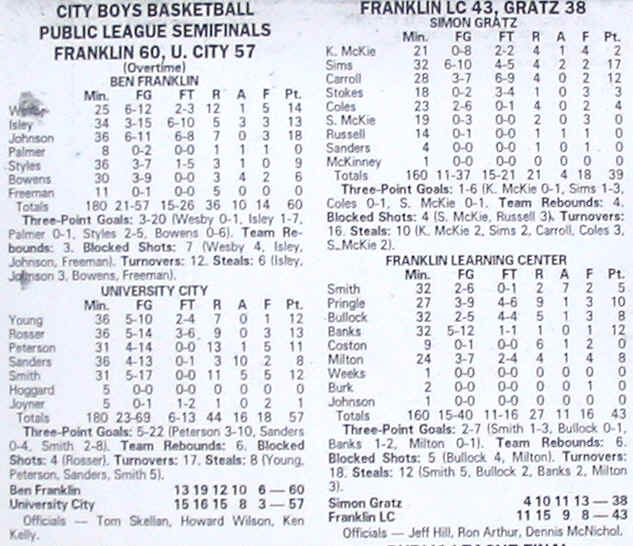 CITY BOYS BASKETBALL
PUBLIC LEAGUE SEMIFINALS
FRANKLIN 60, U. CITY 57
(Overtime)
BEN FRANKLIN
Min. FG FT R A F Pt.
Wesby 25 6-12 2-3 12 1 5 14
Isley 34 3-15 6-10 5 3 3 13
Johnson 36 6-11 6-8 7 0 3 18
Palmer 8 0-2 0-0 1 1 1 0
Styles 36 3-7 1-5 3 1 0 9
Bowens 30 3-9 0-0 3 4 2 6
Freeman 11 0-1 0-0 5 0 0 0
Totals 180 21-57 15-26 36 10 14 60
Three-Point Goals: 3-20 (Wesby 0-1, Isley 1-7,
Palmer 0-1, Styles 2-5, Bowens 0-6). Team Re-
bounds: 3. Blocked Shots: 7 (Wesby 4, Isley,
Johnson, Freeman). Turnovers: 12. Steals: 6 (Isley,
Johnson 3, Bowens, Freeman).
UNIVERSITY CITY
Min. FG FT R A F Pt.
Young 36 5-10 2-4 7 0 1 12
Rosser 36 5-14 3-6 9 0 3 13
Peterson 31 4-14 0-0 13 1 5 11
Sanders 36 4-13 0-1 3 10 2 8
Smith 31 5-17 0-0 11 5 5 12
Hoggard 5 0-0 0-0 0 0 0 0
Joyner 5 0-1 1-2 1 0 2 1
Totals 180 23-69 6-13 44 16 18 57
Three-Point Goals: 5-22 (Peterson 3-10, Sanders
0-4, Smith 2-8). Team Rebounds: 6. Blocked
Shots: 4 (Rosser). Turnovers: 17. Steals: 8 (Young,
Peterson, Sanders, Smith 5).
Ben Franklin 13 19 12 10 6 — 60
University City 15 16 15 8 3 — 57
Officials — Tom Skellan, Howard Wilson, Ken
Kelly.
FRANKLIN LC 43, GRATZ 38
SIMON GRATZ
Min. FG FT R A F Pt.
K. McKie 21 0-8 2-2 4 1 4 2
Sims 32 6-10 4-5 4 2 2 17
Carroll 28 3-7 6-9 4 0 2 12
Stokes 18 0-2 3-4 1 0 3 3
Coles 23 2-6 0-1 4 0 2 4
S. McKie 19 0-3 0-0 2 0 3 0
Russell 14 0-1 0-0 1 1 1 0
Sanders 4 0-0 0-0 1 0 1 0
McKinney 1 0-0 0-0 0 0 0 0
Totals 160 11-37 15-21 21 4 18 39
Three-Point Goals: 1-6 (K. McKie 0-1, Sims 1-3,
Coles 0-1, S. McKie 0-1. Team Rebounds: 4.
Blocked Shots: 4 (S. McKie, Russell 3). Turnovers:
16. Steals: 10 (K. McKie 2, Sims 2, Carroll, Coles 3,
S. McKie 2).
FRANKLIN LEARNING CENTER
Min. FG FT R A F Pt.
Smith 32 2-6 0-1 2 7 2 5
Pringle 27 3-9 4-6 9 1 3 10
Bullock 32 2-5 4-4 5 1 3 8
Banks 32 5-12 1-1 1 0 1 12
Coston 9 0-1 0-0 6 1 2 0
Milton 24 3-7 2-4 4 1 4 8
Weeks 1 0-0 0-0 0 0 0 0
Burk 2 0-0 0-0 0 0 1 0
Johnson 1 0-0 0-0 0 0 0 0
Totals 160 15-40 11-16 27 11 16 43
Three-Point Goals: 2-7 (Smith 1-3, Bullock 0-1,
Banks 1-2, Milton 0-1). Team Rebounds: 6.
Blocked Shots: 5 (Bullock 4, Milton). Turnovers:
18. Steals: 12 (Smith 5, Bullock 2, Banks 2, Milton
3).
Simon Gratz 4 10 11 13 — 38
Franklin LC 11 15 9 8 — 43
Officials — Jeff Hill, Ron Arthur, Dennis McNichol.
PUBLIC LEAGUE FINAL